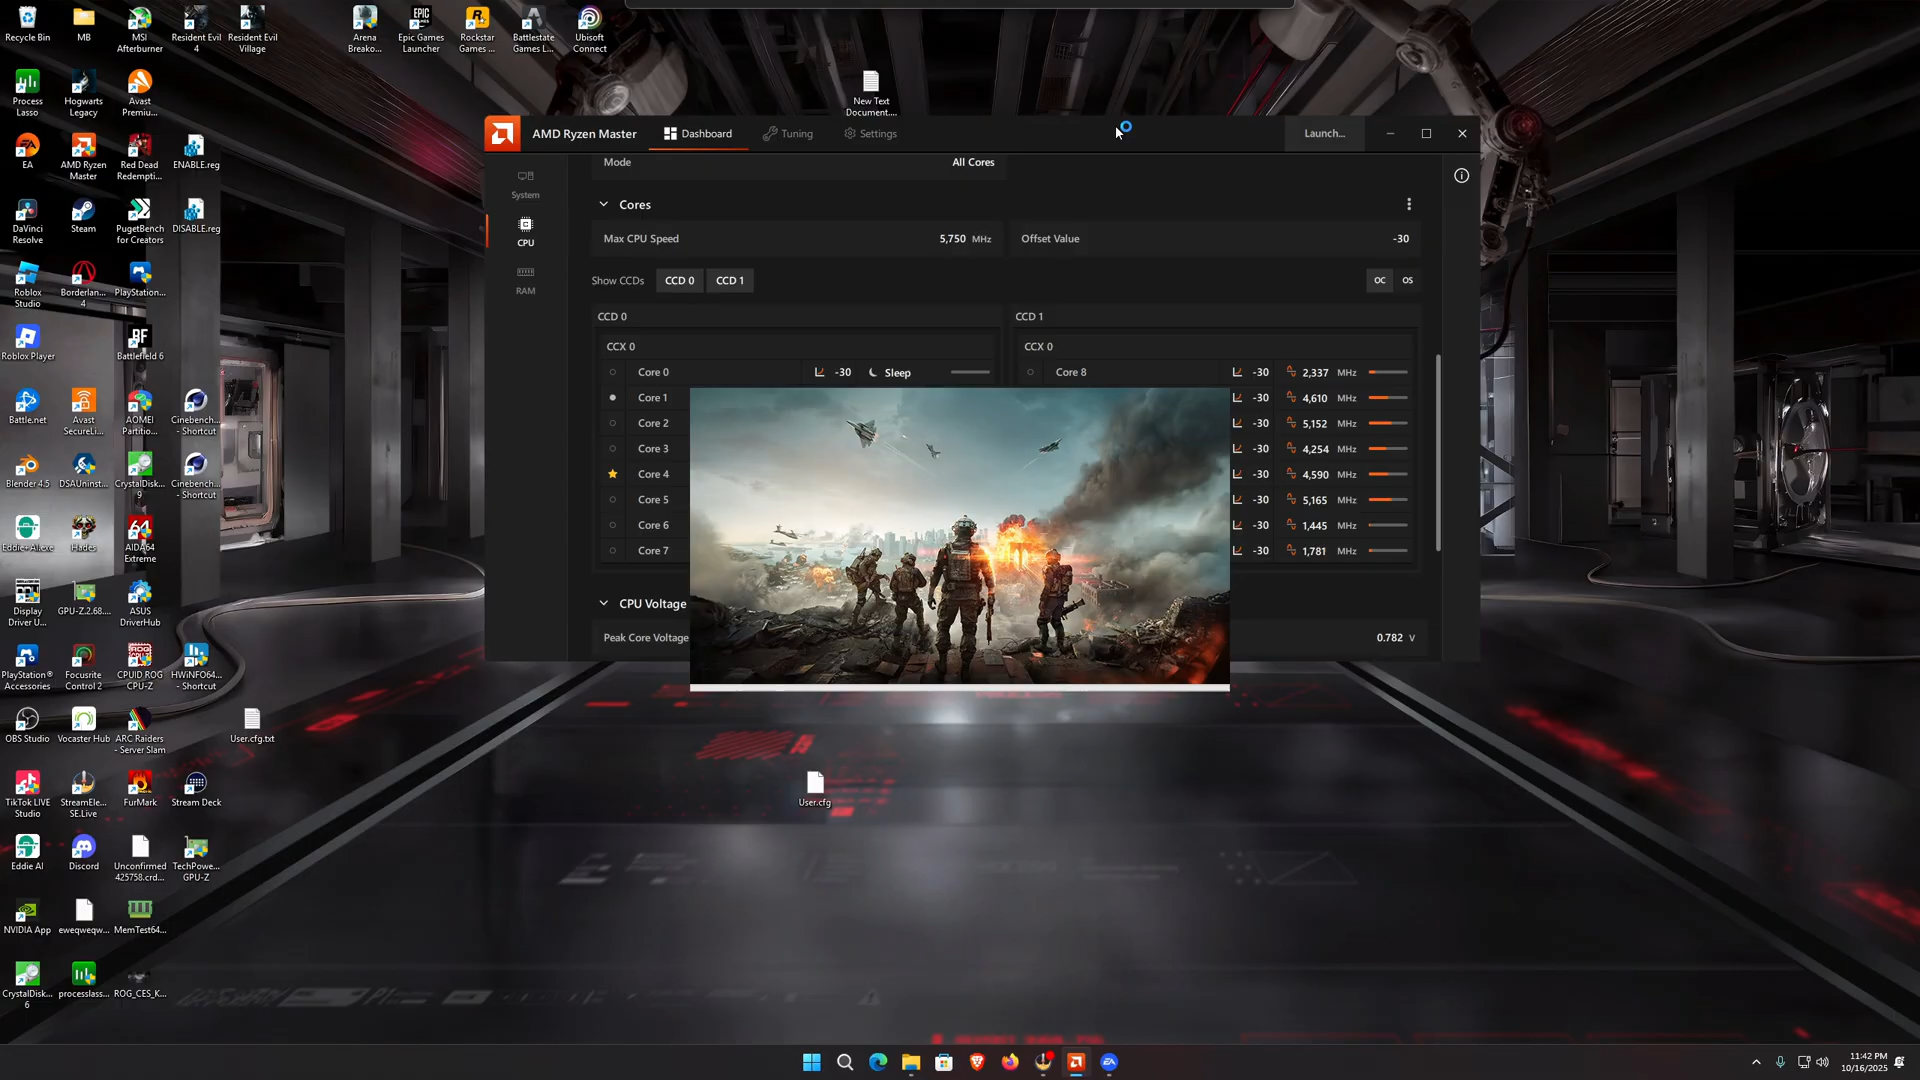 Recycle Bin
MB
MSI
Afterburner
Resident Evil
4
Resident Evil
Village
Arena
Breako...
Epic Games
Launcher
Rockstar
Games ...
Battlestate
Games L...
Ubisoft
Connect
Process
Lasso
Hogwarts
Legacy
Avast
Premiu...
New Text
Document....
EA
AMD Ryzen
Master
Red Dead
Redempti...
ENABLE.reg
DaVinci
Resolve
Steam
PugetBench
for Creators
DISABLE.reg
Roblox
Studio
Borderlan...
4
PlayStation...
Roblox Player
Battlefield 6
Battle.net
Avast
SecureLi...
AOMEI
Partitio...
Cinebench...
- Shortcut
Blender 4.5
DSAUninst...
CrystalDisk...
9
Cinebench...
- Shortcut
Eddie+AI.exe
Hades
AIDA64
Extreme
Display
Driver U...
GPU-Z.2.68....
ASUS
DriverHub
PlayStation®
Accessories
Focusrite
Control 2
CPUID ROG
CPU-Z
HWiNFO64...
- Shortcut
OBS Studio
Vocaster Hub
ARC Raiders
- Server Slam
User.cfg.txt
TikTok LIVE
Studio
StreamEle...
SE.Live
FurMark
Stream Deck
Eddie AI
Discord
Unconfirmed
425758.crd...
TechPowe...
GPU-Z
NVIDIA App
eweqweqw...
MemTest64...
CrystalDisk...
6
processlass...
ROG_CES_K...
User.cfg
AMD Ryzen Master
Dashboard
Tuning
Settings
Launch...
System
CPU
RAM
Mode All Cores
Cores
Max CPU Speed 5,750 MHz Offset Value -30
Show CCDs CCD 0 CCD 1 OC OS
CCD 0 CCD 1
CCX 0 CCX 0
Core 0 -30 Sleep Core 8 -30 2,337 MHz
Core 1 -30 4,610 MHz
Core 2 -30 5,152 MHz
Core 3 -30 4,254 MHz
Core 4 -30 4,590 MHz
Core 5 -30 5,165 MHz
Core 6 -30 1,445 MHz
Core 7 -30 1,781 MHz
CPU Voltage
Peak Core Voltage 0.782 V
11:42 PM
10/16/2025